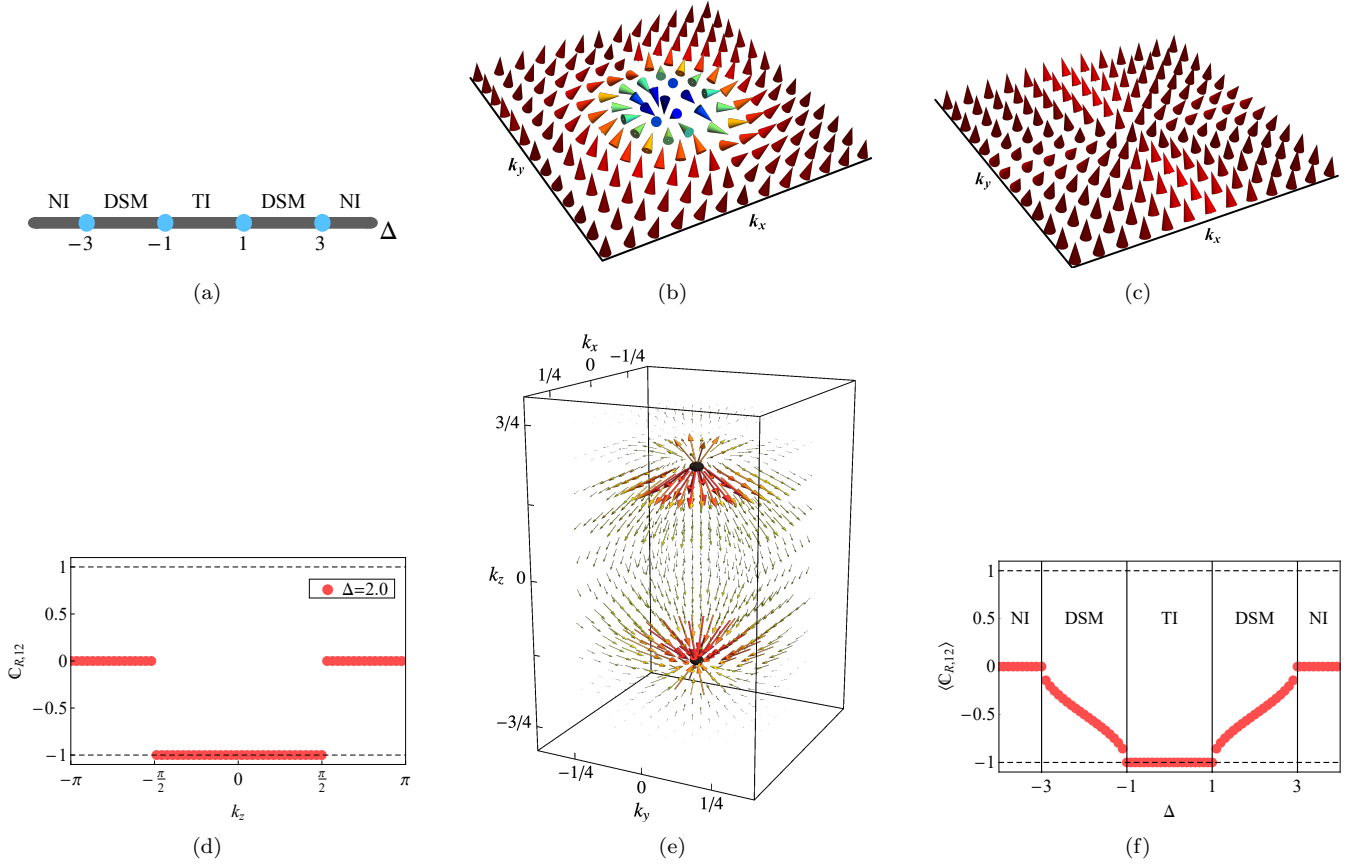 NI DSM TI DSM NI
−3 −1 1 3 Δ
(a)
k_y
k_x
(b)
k_y
k_x
(c)
1
0.5
0
−0.5
−1
ℂ_{R,12}
Δ=2.0
−π −π/2 0 π/2 π
k_z
(d)
k_x
1/4 0 −1/4
3/4
k_z 0
−3/4
−1/4 0 1/4
k_y
(e)
1
0.5
0
−0.5
−1
⟨ℂ_{R,12}⟩
NI DSM TI DSM NI
−3 −1 1 3
Δ
(f)